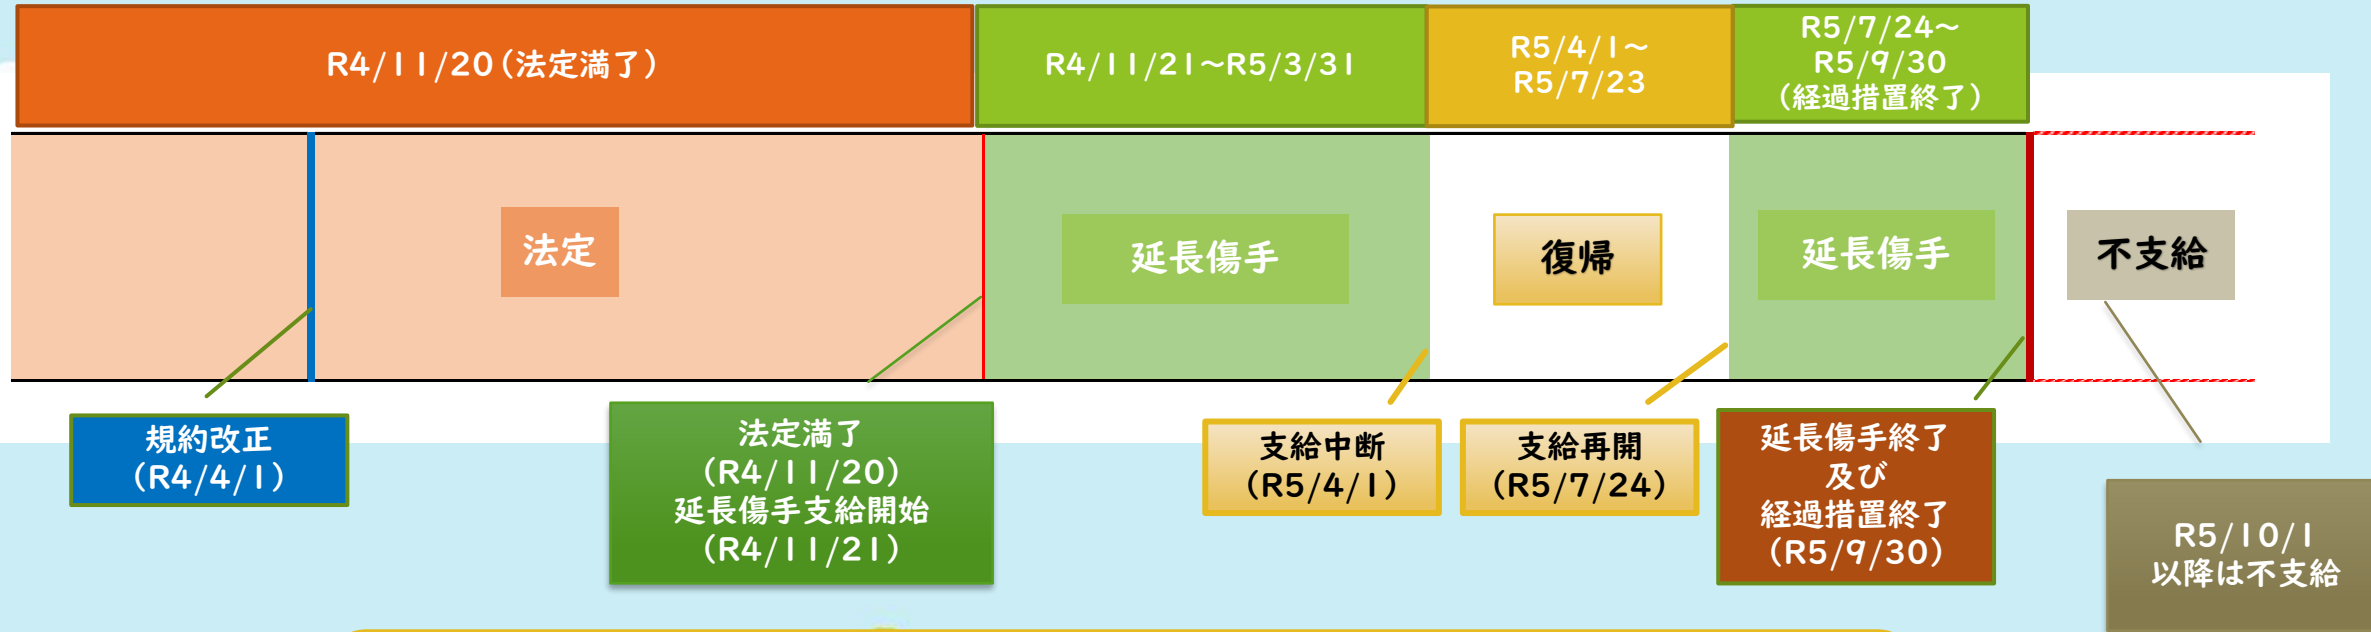 R4/11/20(法定満了)
R4/11/21~R5/3/31
R5/4/1~
R5/7/23
R5/7/24~
R5/9/30
(経過措置終了)
法定
延長傷手
復帰
延長傷手
不支給
規約改正
(R4/4/1)
法定満了
(R4/11/20)
延長傷手支給開始
(R4/11/21)
支給中断
(R5/4/1)
支給再開
(R5/7/24)
延長傷手終了
及び
経過措置終了
(R5/9/30)
R5/10/1
以降は不支給